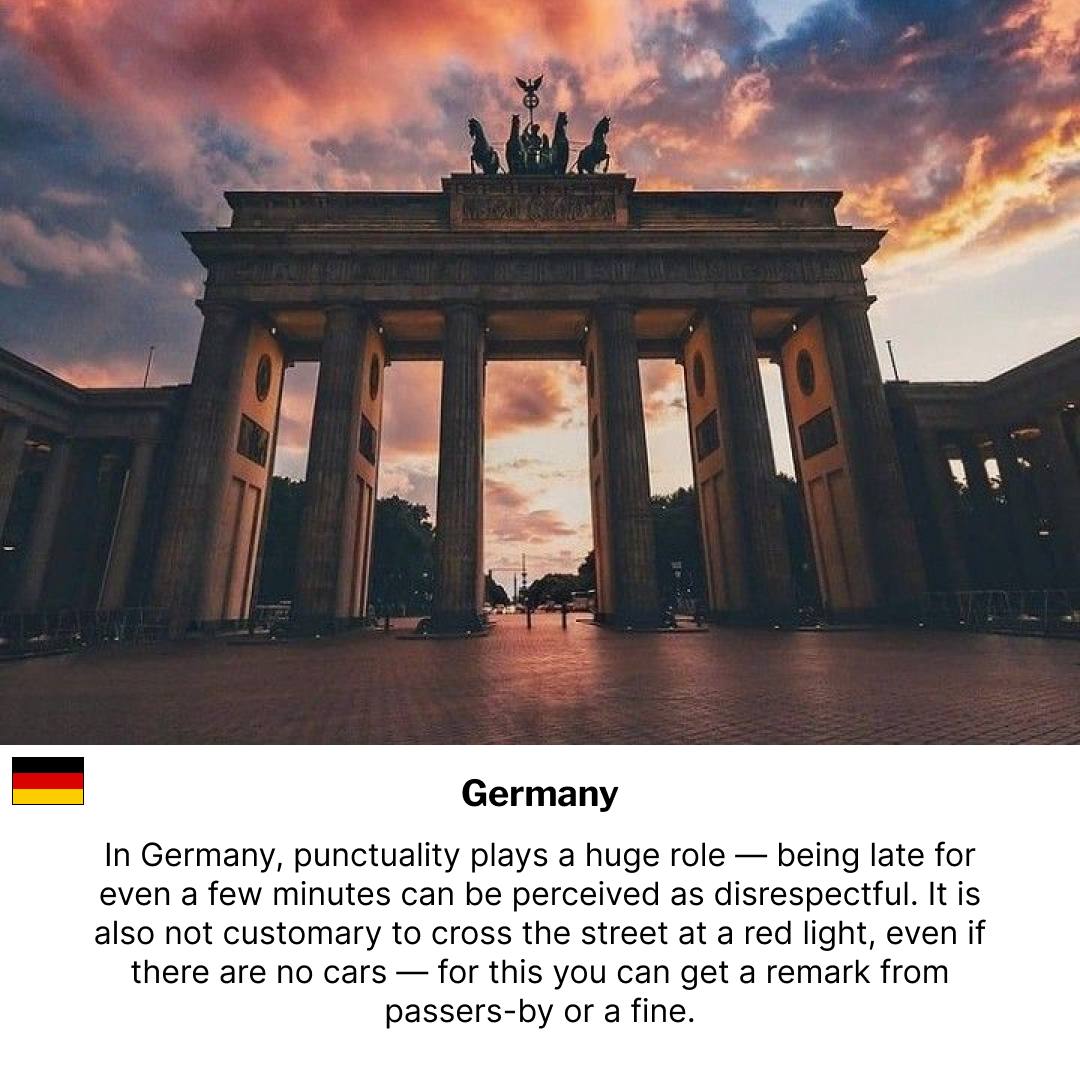 Germany
In Germany, punctuality plays a huge role — being late for
even a few minutes can be perceived as disrespectful. It is
also not customary to cross the street at a red light, even if
there are no cars — for this you can get a remark from
passers-by or a fine.